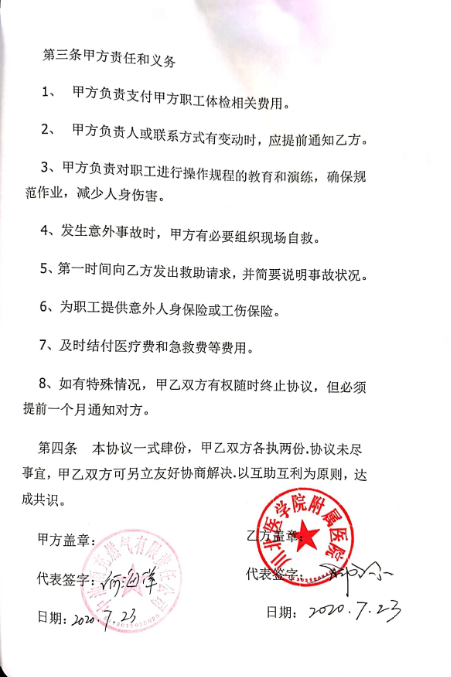 第三条甲方责任和义务
1、 甲方负责支付甲方职工体检相关费用。
2、 甲方负责人或联系方式有变动时，应提前通知乙方。
3、甲方负责对职工进行操作规程的教育和演练，确保规
范作业，减少人身伤害。
4、发生意外事故时，甲方有必要组织现场自救。
5、第一时间向乙方发出救助请求，并简要说明事故状况。
6、为职工提供意外人身保险或工伤保险。
7、及时结付医疗费和急救费等费用。
8、如有特殊情况，甲乙双方有权随时终止协议，但必须
提前一个月通知对方。
第四条 本协议一式肆份，甲乙双方各执两份.协议未尽
事宜，甲乙双方可另立友好协商解决.以互助互利为原则，达
成共识。
甲方盖章：
燃气有限责任公司
代表签字：
日期：2020.7.23
乙方盖章：
川北医学院附属医院
代表签字：
日期：2020.7.23